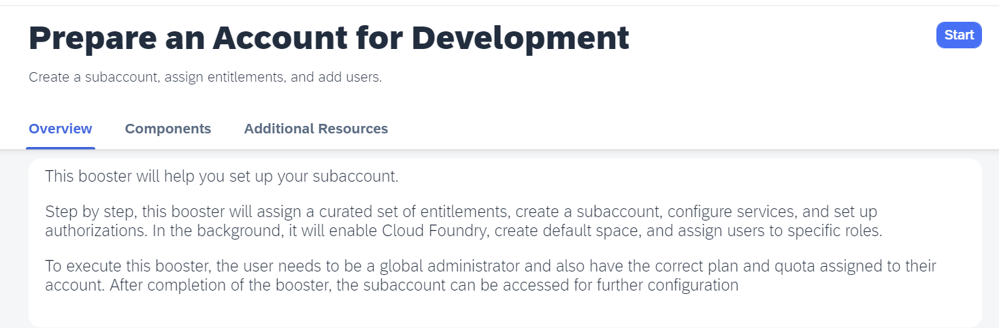 Prepare an Account for Development
Start
Create a subaccount, assign entitlements, and add users.
Overview
Components
Additional Resources
This booster will help you set up your subaccount.
Step by step, this booster will assign a curated set of entitlements, create a subaccount, configure services, and set up
authorizations. In the background, it will enable Cloud Foundry, create default space, and assign users to specific roles.
To execute this booster, the user needs to be a global administrator and also have the correct plan and quota assigned to their
account. After completion of the booster, the subaccount can be accessed for further configuration